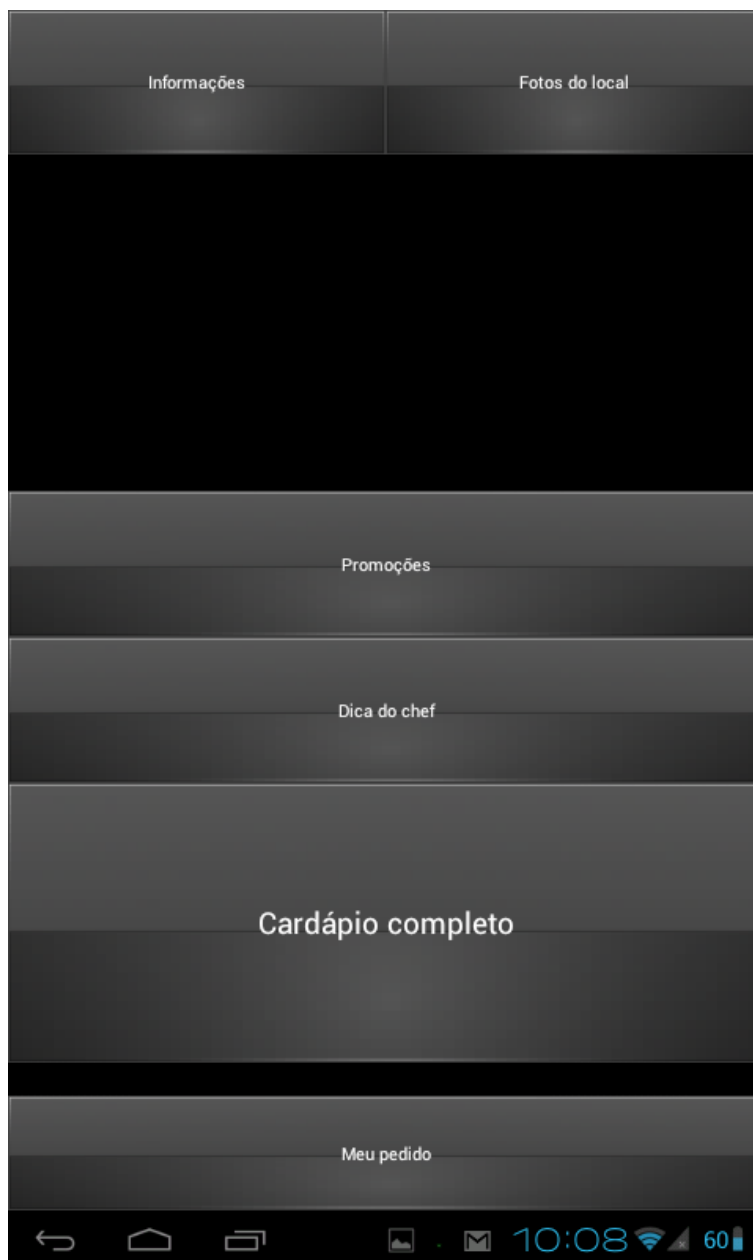 Informações
Fotos do local
Promoções
Dica do chef
Cardápio completo
Meu pedido
10:08
60